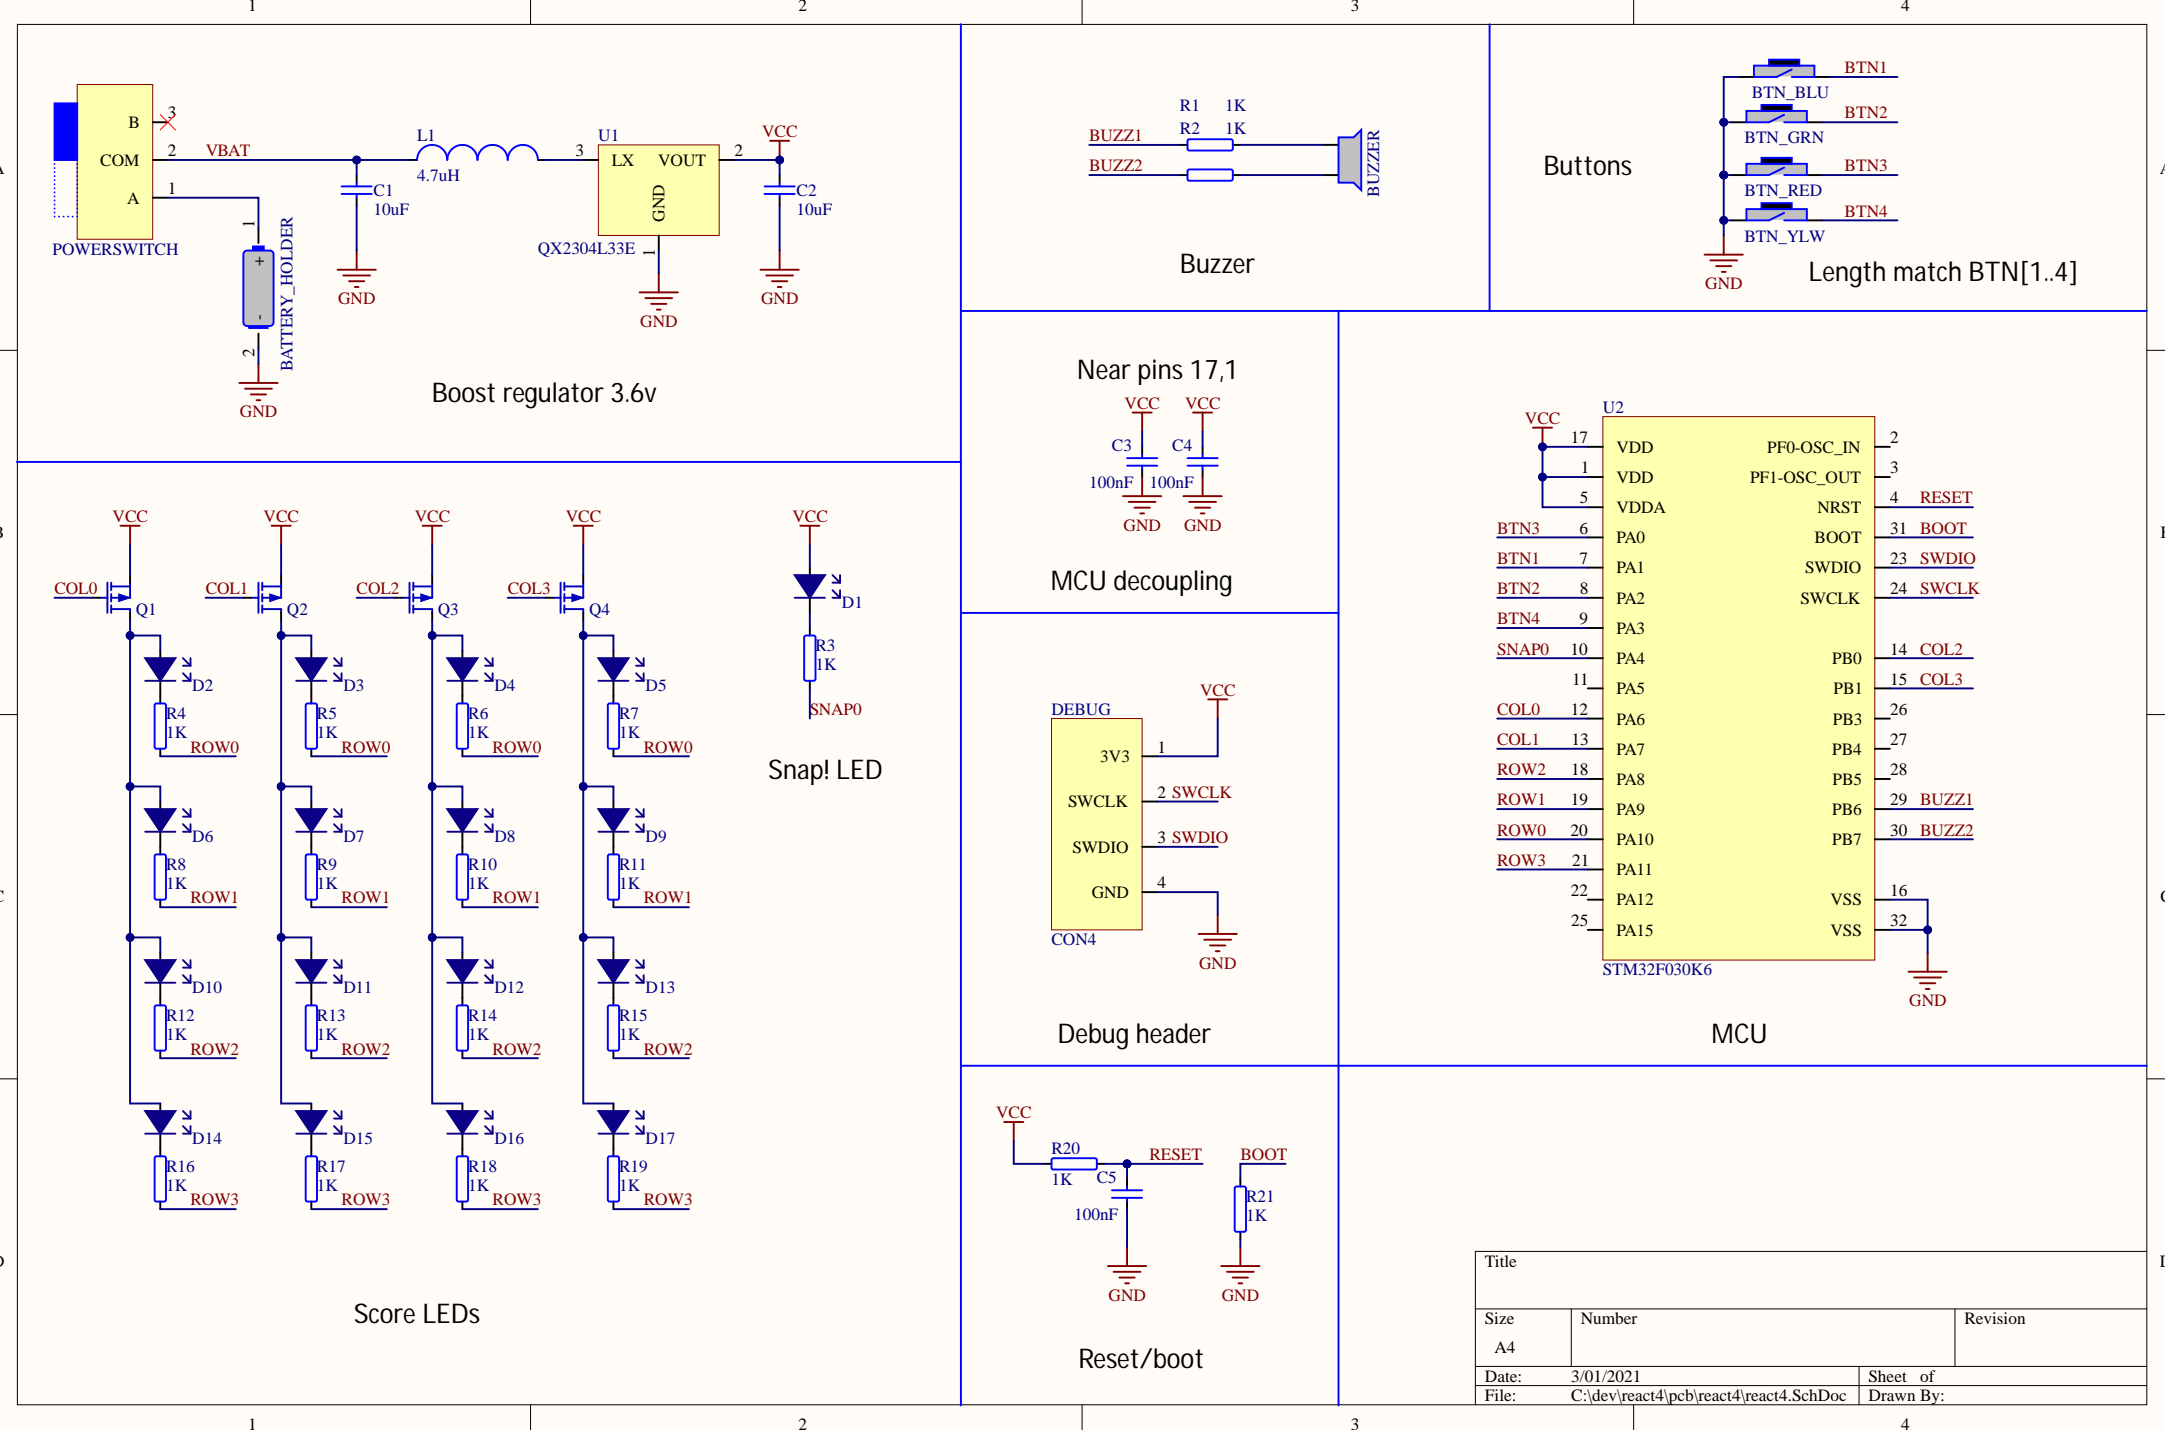 1 2 3 4
A
B
C
D
A
B 3
COM 2 VBAT
A 1
POWERSWITCH
1
+
-
2
BATTERY_HOLDER
GND
C1
10uF
GND
L1
4.7uH
U1
3 LX VOUT 2
GND
1
QX2304L33E
GND
VCC
C2
10uF
GND
Boost regulator 3.6v
R1 1K
R2 1K
BUZZ1
BUZZ2
BUZZER
Buzzer
Buttons
BTN1
BTN_BLU
BTN2
BTN_GRN
BTN3
BTN_RED
BTN4
BTN_YLW
GND
Length match BTN[1..4]
Near pins 17,1
VCC VCC
C3 C4
100nF 100nF
GND GND
MCU decoupling
VCC VCC VCC VCC VCC
COL0 COL1 COL2 COL3
Q1 Q2 Q3 Q4
D1
R3
1K
SNAP0
Snap! LED
D2 D3 D4 D5
R4 R5 R6 R7
1K 1K 1K 1K
ROW0 ROW0 ROW0 ROW0
D6 D7 D8 D9
R8 R9 R10 R11
1K 1K 1K 1K
ROW1 ROW1 ROW1 ROW1
D10 D11 D12 D13
R12 R13 R14 R15
1K 1K 1K 1K
ROW2 ROW2 ROW2 ROW2
D14 D15 D16 D17
R16 R17 R18 R19
1K 1K 1K 1K
ROW3 ROW3 ROW3 ROW3
Score LEDs
DEBUG
VCC
3V3 1
SWCLK 2 SWCLK
SWDIO 3 SWDIO
GND 4
CON4
GND
Debug header
VCC
R20
1K
RESET
C5
100nF
GND
BOOT
R21
1K
GND
Reset/boot
VCC
U2
17 VDD PF0-OSC_IN 2
1 VDD PF1-OSC_OUT 3
5 VDDA NRST 4 RESET
BTN3 6 PA0 BOOT 31 BOOT
BTN1 7 PA1 SWDIO 23 SWDIO
BTN2 8 PA2 SWCLK 24 SWCLK
BTN4 9 PA3
SNAP0 10 PA4 PB0 14 COL2
11 PA5 PB1 15 COL3
COL0 12 PA6 PB3 26
COL1 13 PA7 PB4 27
ROW2 18 PA8 PB5 28
ROW1 19 PA9 PB6 29 BUZZ1
ROW0 20 PA10 PB7 30 BUZZ2
ROW3 21 PA11
22 PA12 VSS 16
25 PA15 VSS 32
STM32F030K6
GND
MCU
Title
Size Number Revision
A4
Date: 3/01/2021 Sheet of
File: C:\dev\react4\pcb\react4\react4.SchDoc Drawn By:
1 2 3 4